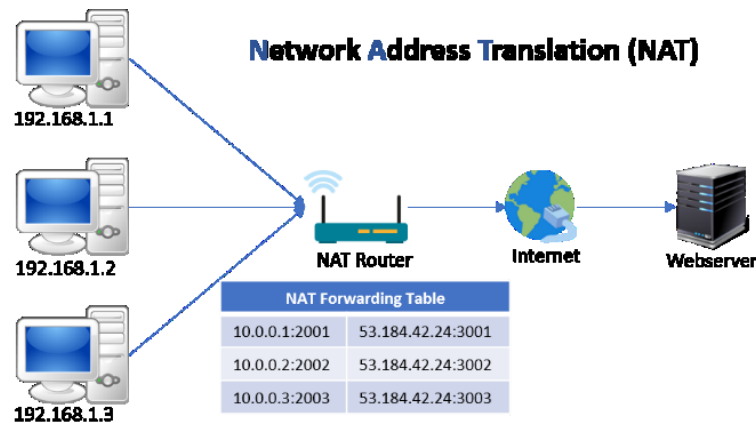 Network Address Translation (NAT)
192.168.1.1
192.168.1.2
192.168.1.3
NAT Router
Internet
Webserver
NAT Forwarding Table
10.0.0.1:2001 53.184.42.24:3001
10.0.0.2:2002 53.184.42.24:3002
10.0.0.3:2003 53.184.42.24:3003